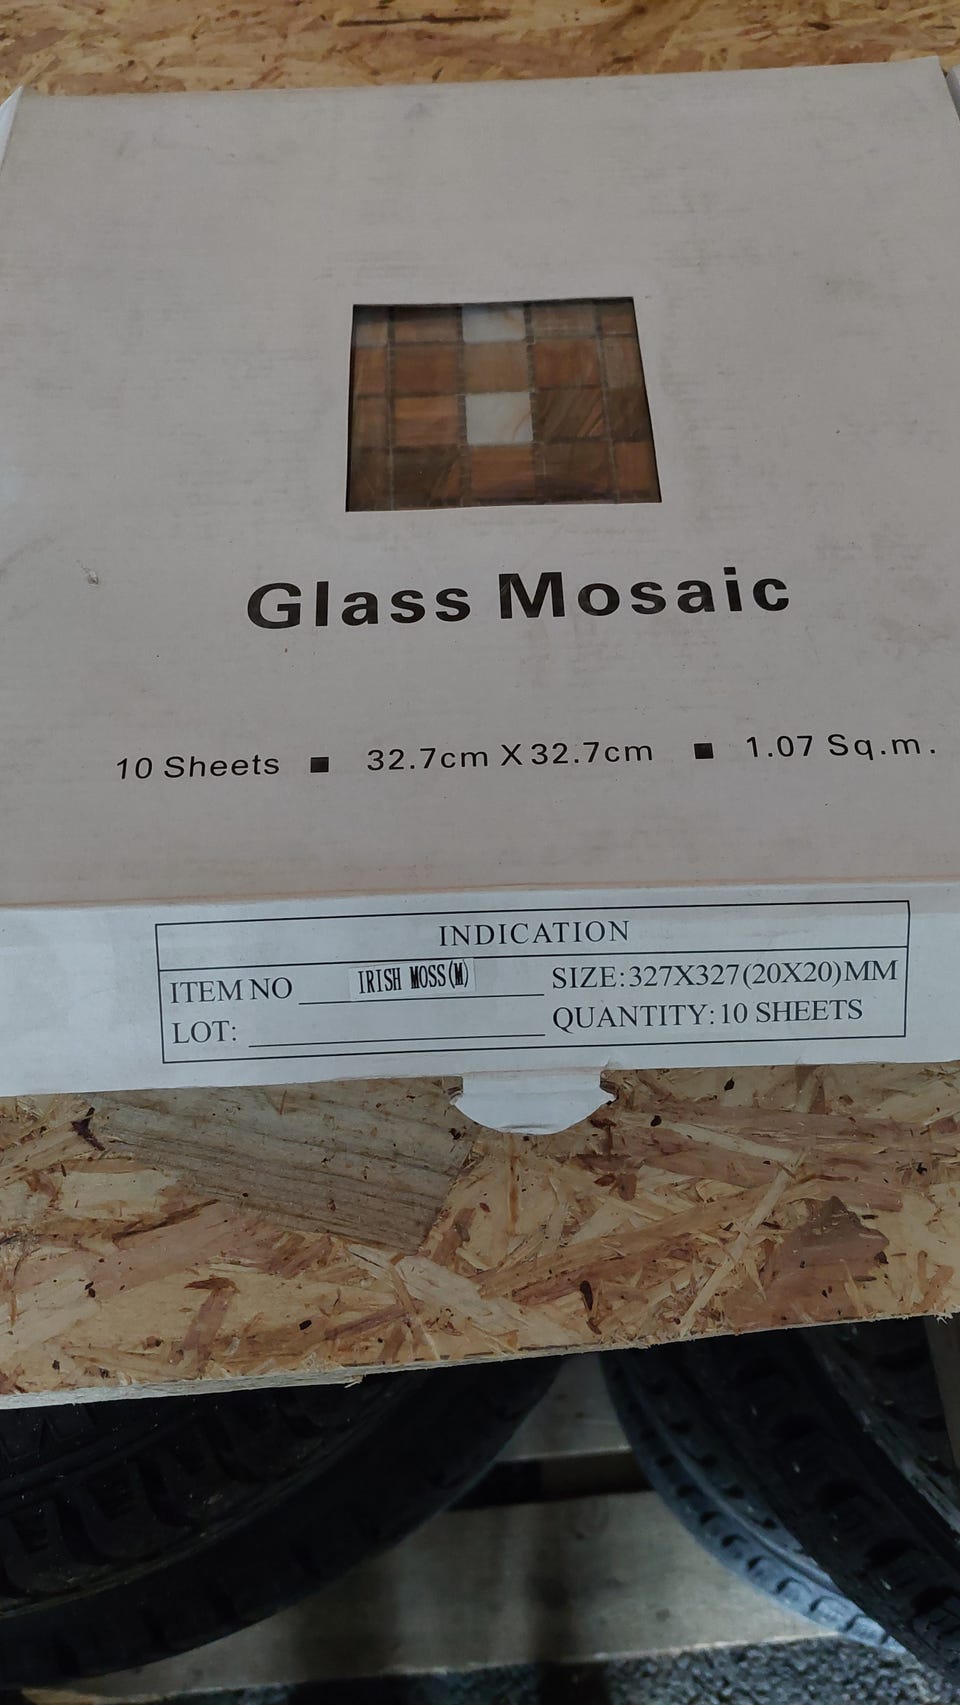 Glass Mosaic
10 Sheets ■ 32.7cm X 32.7cm ■ 1.07 Sq.m.
INDICATION
ITEM NO IRISH MOSS(M) SIZE:327X327(20X20)MM
LOT: QUANTITY:10 SHEETS